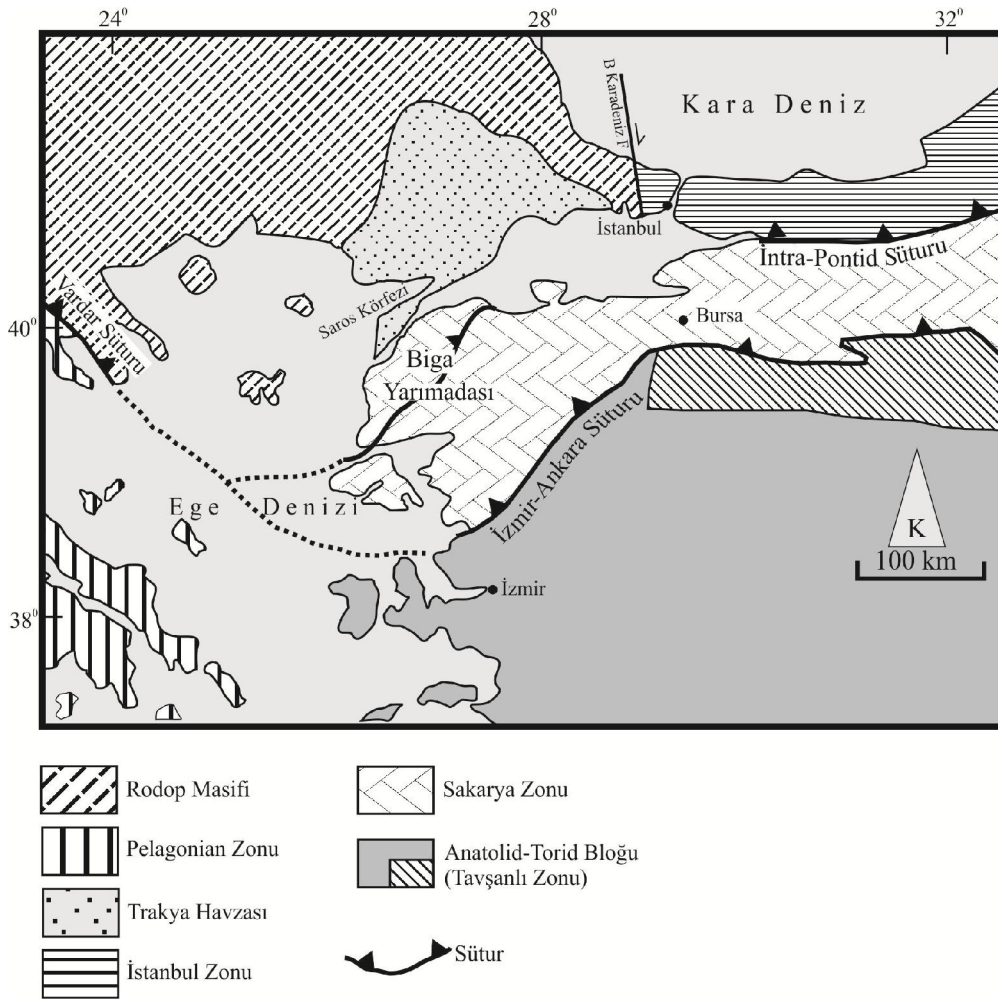 24⁰
28⁰
32⁰
Kara Deniz
B Karadeniz F
İstanbul
İntra-Pontid Süturu
Saros Körfezi
Vardar Süturu
40⁰
Bursa
Biga
Yarımadası
İzmir-Ankara Süturu
Ege Denizi
K
100 km
İzmir
38⁰
Rodop Masifi
Pelagonian Zonu
Trakya Havzası
İstanbul Zonu
Sakarya Zonu
Anatolid-Torid Bloğu
(Tavşanlı Zonu)
Sütur